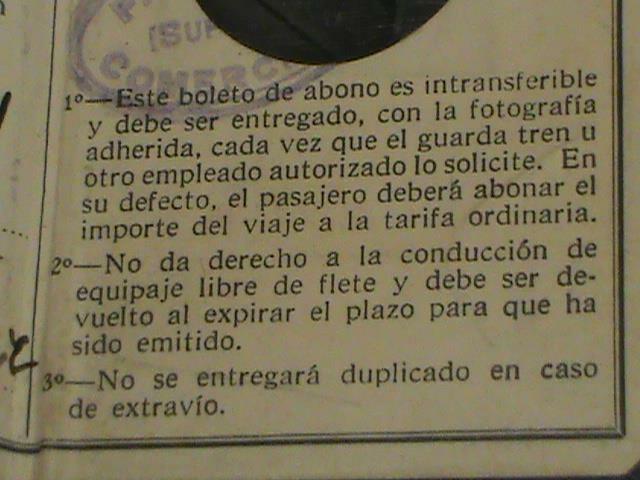 COMERC
1º—Este boleto de abono es intransferible
y debe ser entregado, con la fotografía
adherida, cada vez que el guarda tren u
otro empleado autorizado lo solicite. En
su defecto, el pasajero deberá abonar el
importe del viaje a la tarifa ordinaria.
2º—No da derecho a la conducción de
equipaje libre de flete y debe ser de-
vuelto al expirar el plazo para que ha
sido emitido.
3º—No se entregará duplicado en caso
de extravío.